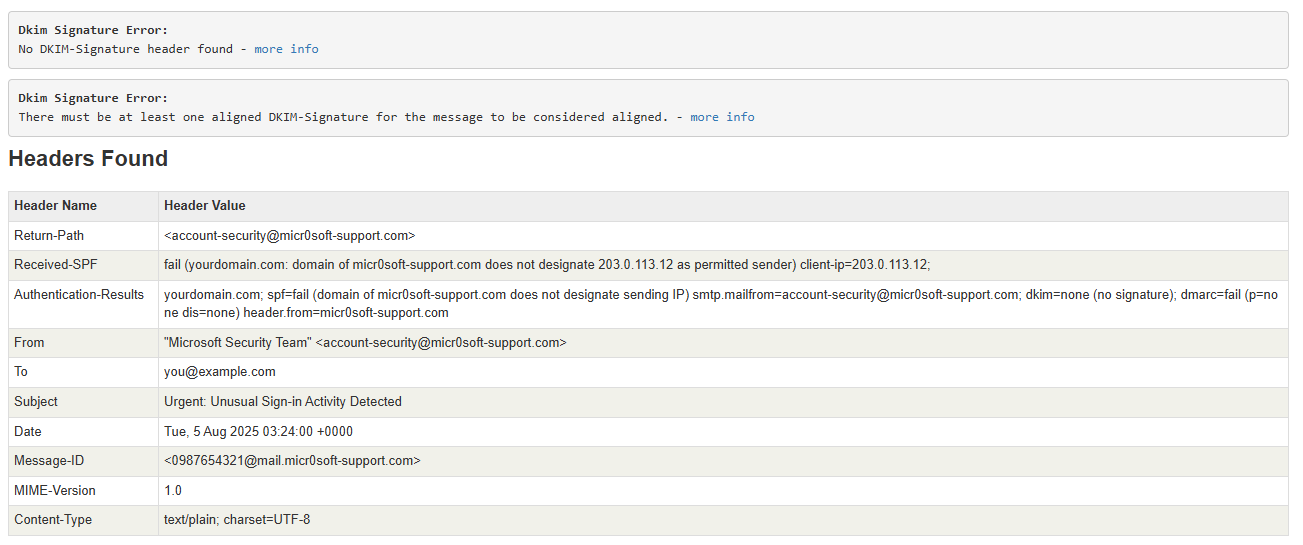 Dkim Signature Error:
No DKIM-Signature header found - more info
Dkim Signature Error:
There must be at least one aligned DKIM-Signature for the message to be considered aligned. - more info
Headers Found
Header Name Header Value
Return-Path <account-security@micr0soft-support.com>
Received-SPF fail (yourdomain.com: domain of micr0soft-support.com does not designate 203.0.113.12 as permitted sender) client-ip=203.0.113.12;
Authentication-Results yourdomain.com; spf=fail (domain of micr0soft-support.com does not designate sending IP) smtp.mailfrom=account-security@micr0soft-support.com; dkim=none (no signature); dmarc=fail (p=no
ne dis=none) header.from=micr0soft-support.com
From "Microsoft Security Team" <account-security@micr0soft-support.com>
To you@example.com
Subject Urgent: Unusual Sign-in Activity Detected
Date Tue, 5 Aug 2025 03:24:00 +0000
Message-ID <0987654321@mail.micr0soft-support.com>
MIME-Version 1.0
Content-Type text/plain; charset=UTF-8